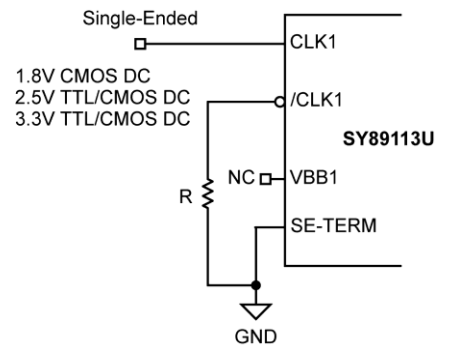 Single-Ended
CLK1
1.8V CMOS DC
2.5V TTL/CMOS DC
3.3V TTL/CMOS DC
/CLK1
SY89113U
NC
VBB1
R
SE-TERM
GND